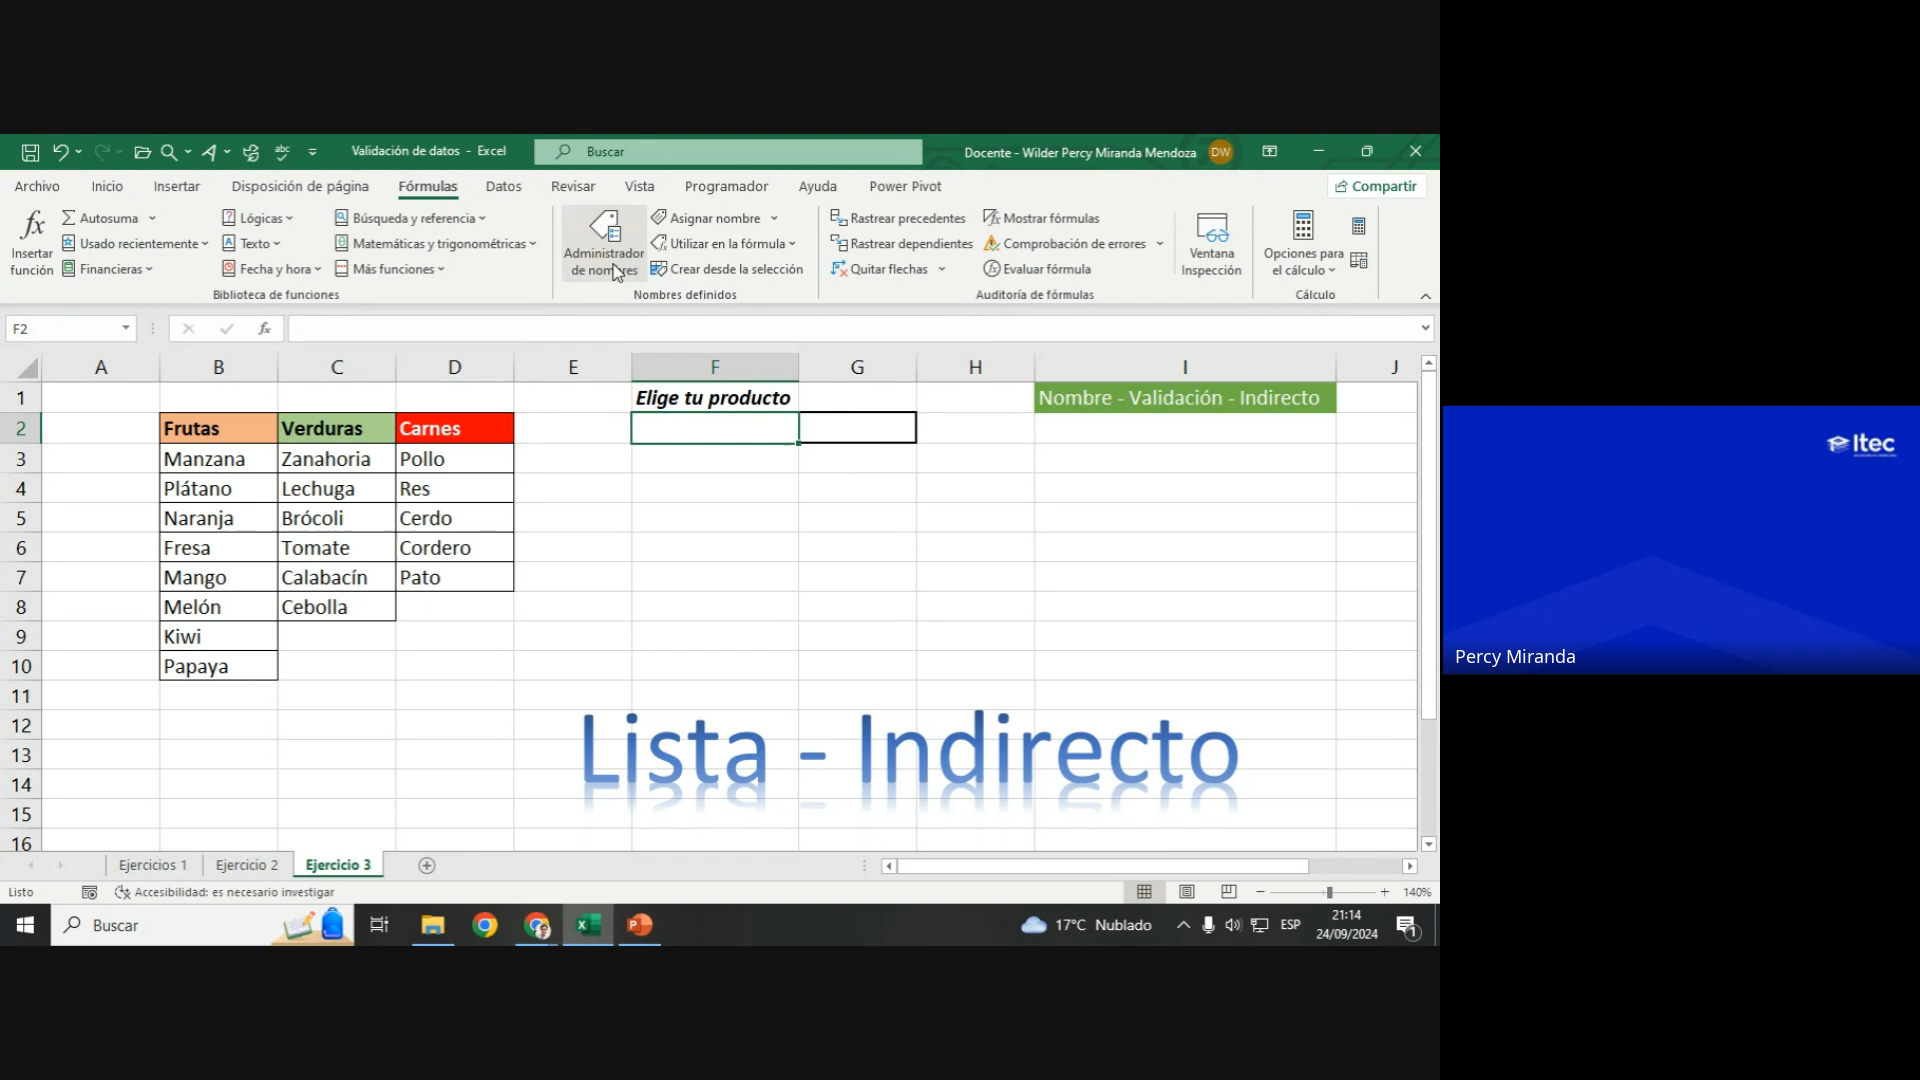 Validación de datos - Excel
Buscar
Docente - Wilder Percy Miranda Mendoza
DW
Archivo Inicio Insertar Disposición de página Fórmulas Datos Revisar Vista Programador Ayuda Power Pivot
Compartir
Insertar función
Autosuma
Usado recientemente
Financieras
Lógicas
Texto
Fecha y hora
Búsqueda y referencia
Matemáticas y trigonométricas
Más funciones
Biblioteca de funciones
Administrador de nombres
Asignar nombre
Utilizar en la fórmula
Crear desde la selección
Nombres definidos
Rastrear precedentes
Rastrear dependientes
Quitar flechas
Mostrar fórmulas
Comprobación de errores
Evaluar fórmula
Auditoría de fórmulas
Ventana Inspección
Opciones para el cálculo
Cálculo
F2
fx
A B C D E F G H I J
1 Elige tu producto Nombre - Validación - Indirecto
2 Frutas Verduras Carnes
3 Manzana Zanahoria Pollo
4 Plátano Lechuga Res
5 Naranja Brócoli Cerdo
6 Fresa Tomate Cordero
7 Mango Calabacín Pato
8 Melón Cebolla
9 Kiwi
10 Papaya
11
12
13
14
15
16
Lista - Indirecto
Ejercicios 1 Ejercicio 2 Ejercicio 3
Listo
Accesibilidad: es necesario investigar
140%
Buscar
17°C Nublado
ESP
21:14
24/09/2024
1
Itec
Percy Miranda